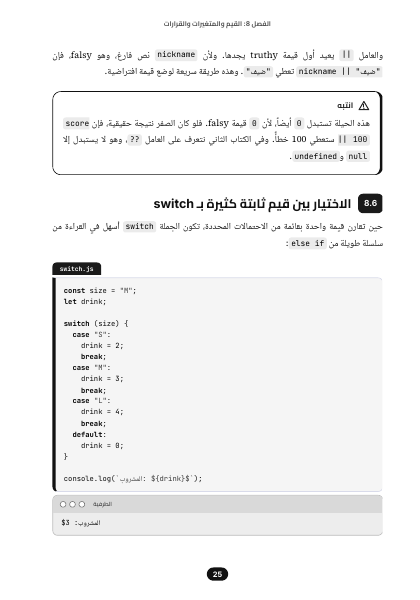 الفصل 8: القيم والمتغيرات والقرارات
والعامل || يعيد أول قيمة truthy يجدها. ولأن nickname نص فارغ، وهو falsy، فإن
nickname || "ضيف" تعطي "ضيف". وهذه طريقة سريعة لوضع قيمة افتراضية.
انتبه
هذه الحيلة تستبدل 0 أيضاً، لأن 0 قيمة falsy. فلو كان الصفر نتيجة حقيقية، فإن score
|| 100 ستعطي 100 خطأً. وفي الكتاب الثاني نتعرف على العامل ??، وهو لا يستبدل إلا
null و undefined.
8.6 الاختيار بين قيم ثابتة كثيرة بـ switch
حين تقارن قيمة واحدة بقائمة من الاحتمالات المحددة، تكون الجملة switch أسهل في القراءة من
سلسلة طويلة من else if:
switch.js
const size = "M";
let drink;
switch (size) {
case "S":
drink = 2;
break;
case "M":
drink = 3;
break;
case "L":
drink = 4;
break;
default:
drink = 0;
}
console.log(`المشروب: ${drink}$`);
الطرفية
المشروب: 3$
25